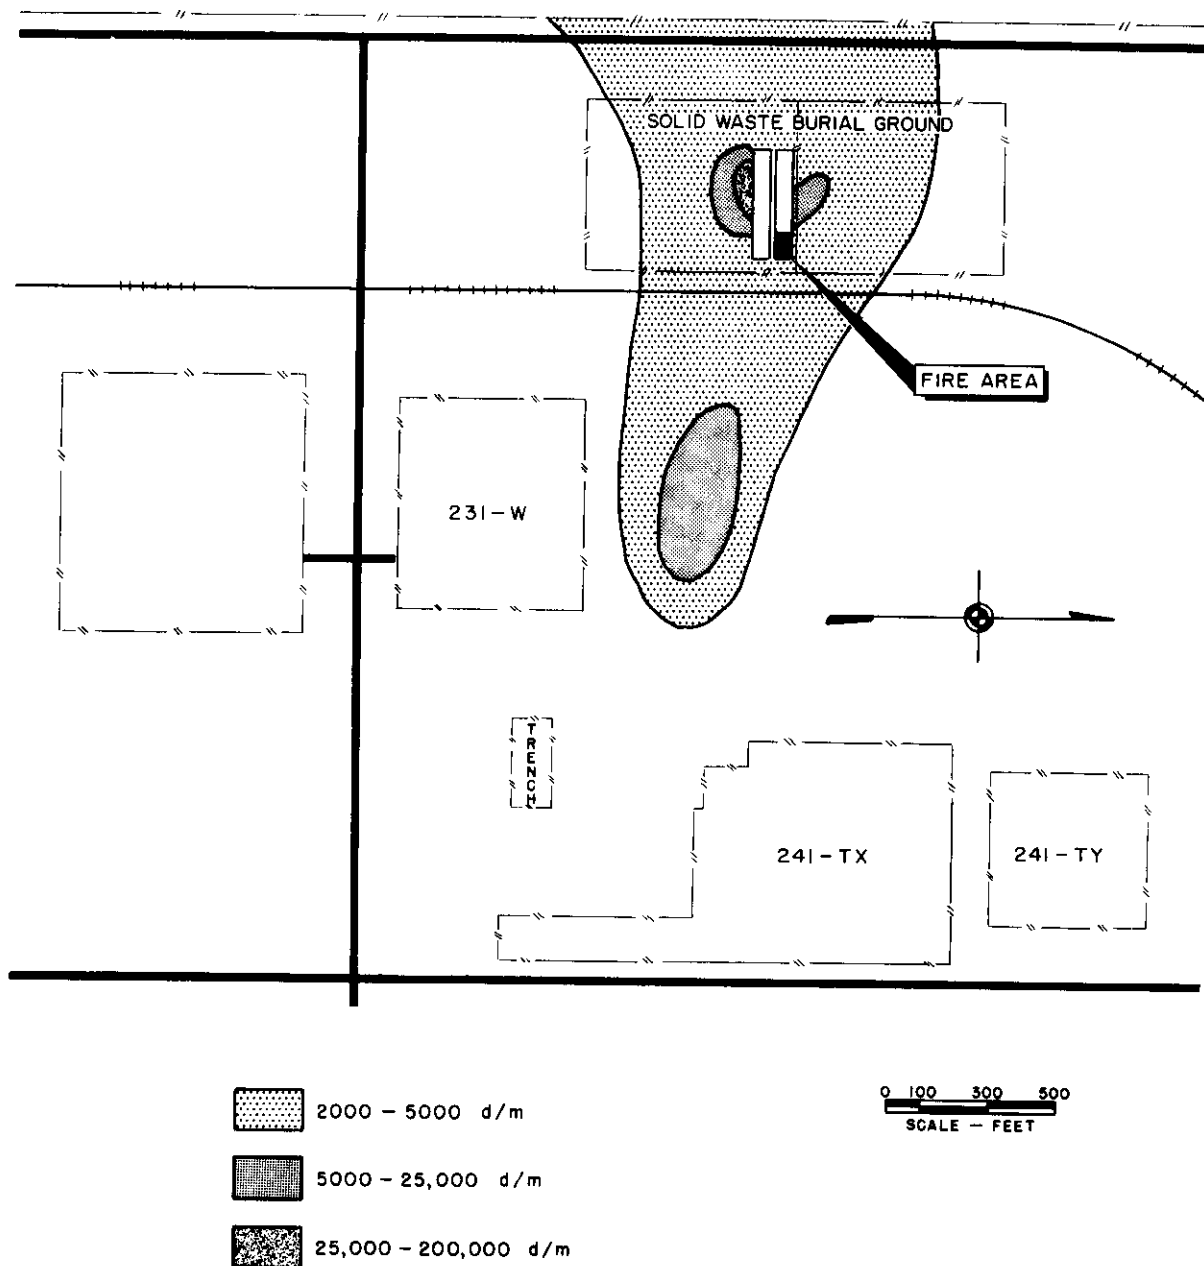 SOLID WASTE BURIAL GROUND
FIRE AREA
231-W
TRENCH
241-TX
241-TY
2000 - 5000 d/m
0 100 300 500
SCALE - FEET
5000 - 25,000 d/m
25,000 - 200,000 d/m